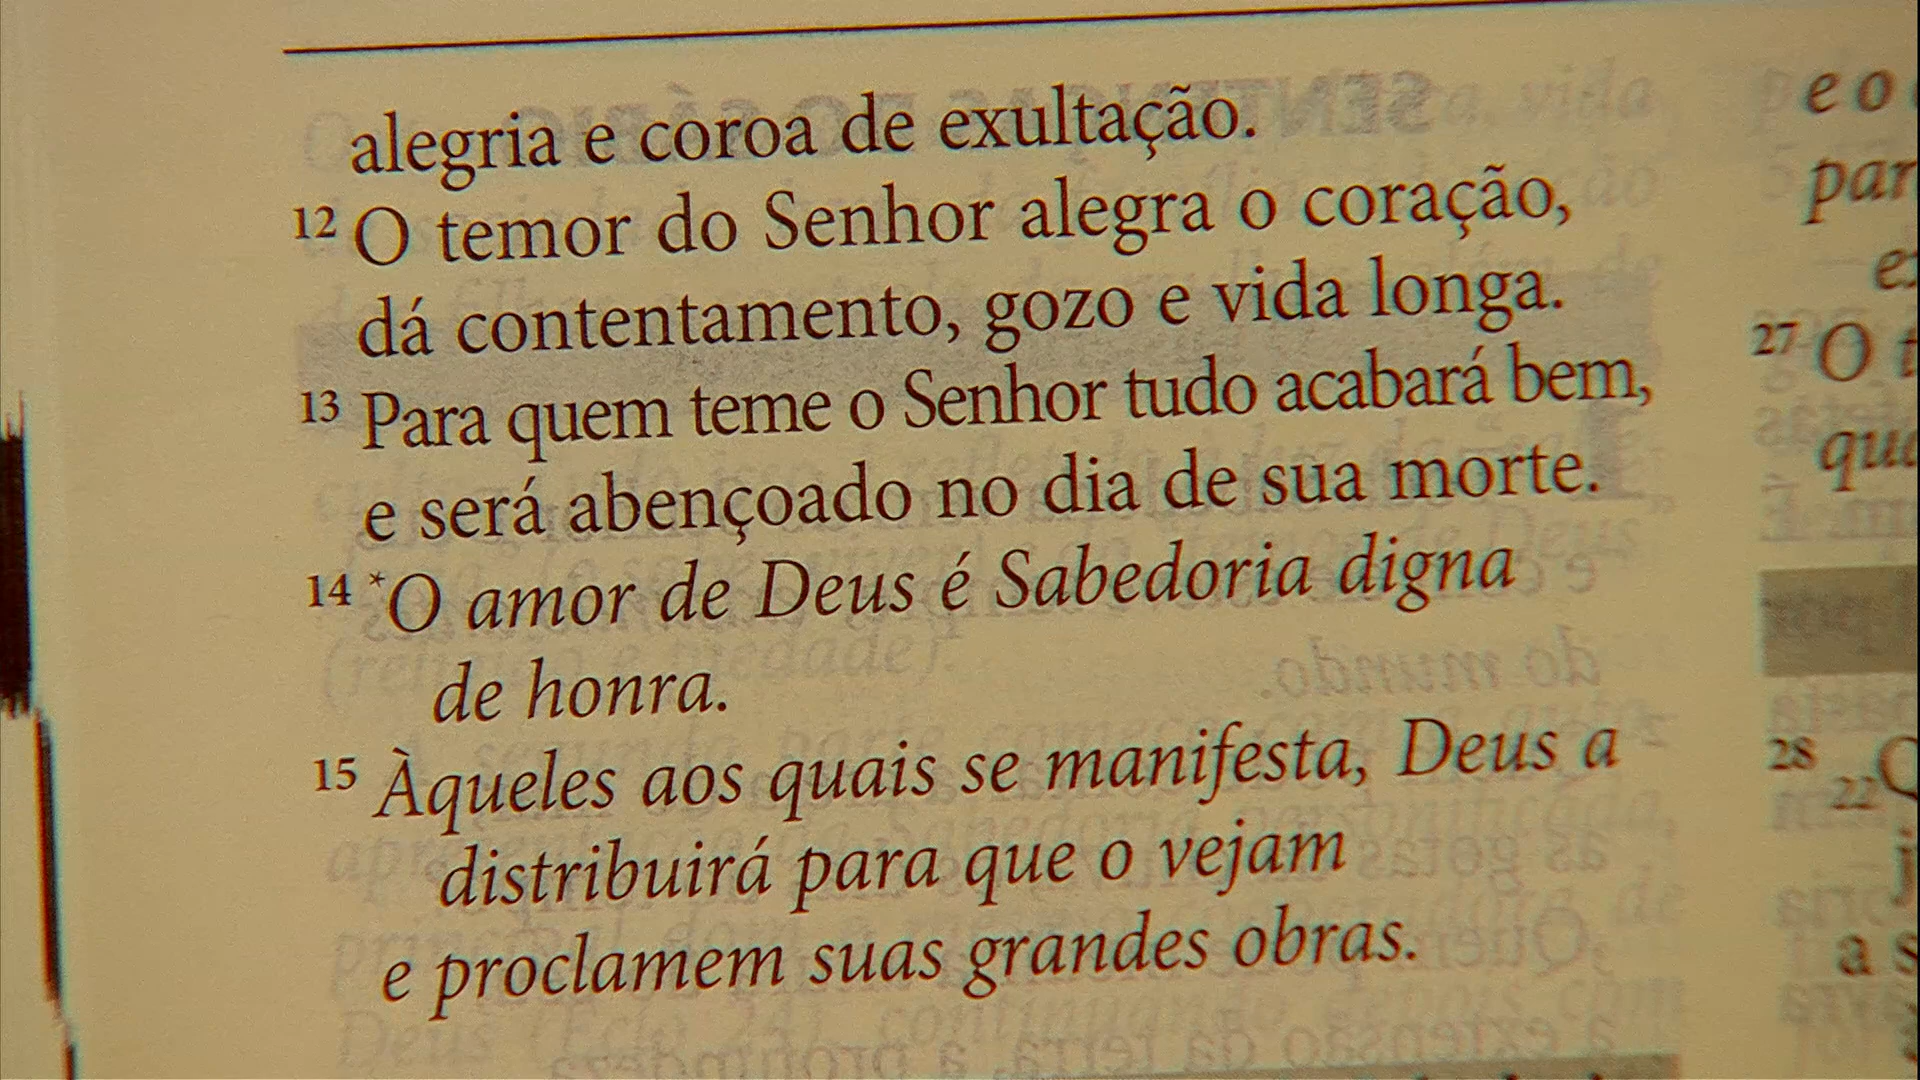 alegria e coroa de exultação.
12 O temor do Senhor alegra o coração,
dá contentamento, gozo e vida longa.
13 Para quem teme o Senhor tudo acabará bem,
e será abençoado no dia de sua morte.
14 *O amor de Deus é Sabedoria digna
de honra.
15 Àqueles aos quais se manifesta, Deus a
distribuirá para que o vejam
e proclamem suas grandes obras.
e o
27 O
28
22
a